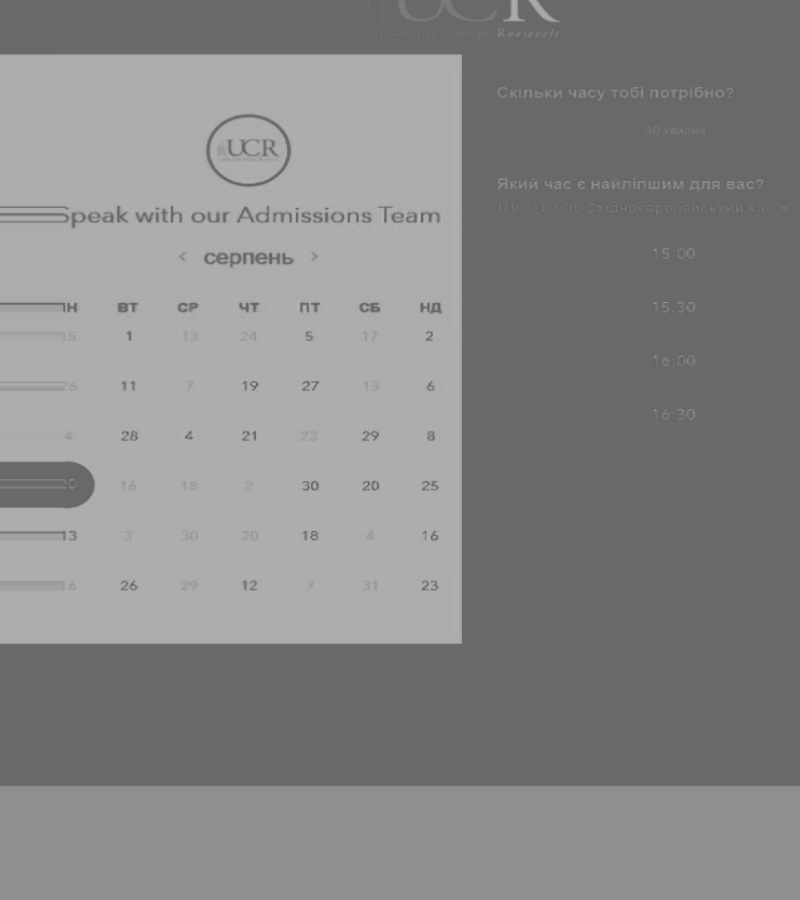 UCR
University College Roosevelt
UCR
Speak with our Admissions Team
‹ серпень ›
ПН ВТ СР ЧТ ПТ СБ НД
15 1 13 24 5 17 2
26 11 7 19 27 13 6
4 28 4 21 23 29 8
20 16 18 2 30 20 25
13 3 30 20 18 4 16
6 26 29 12 7 31 23
Скільки часу тобі потрібно?
30 хвилин
Який час є найліпшим для вас?
UTC +03:00 Східноєвропейський час
15:00
15:30
16:00
16:30